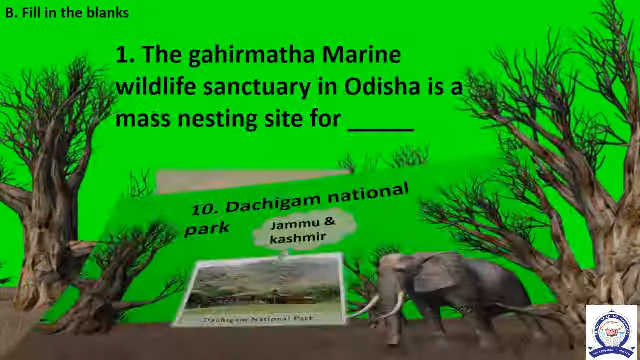 B. Fill in the blanks
1. The gahirmatha Marine
wildlife sanctuary in Odisha is a
mass nesting site for _____
10. Dachigam national
park
Jammu &
kashmir
Dachigam National Park